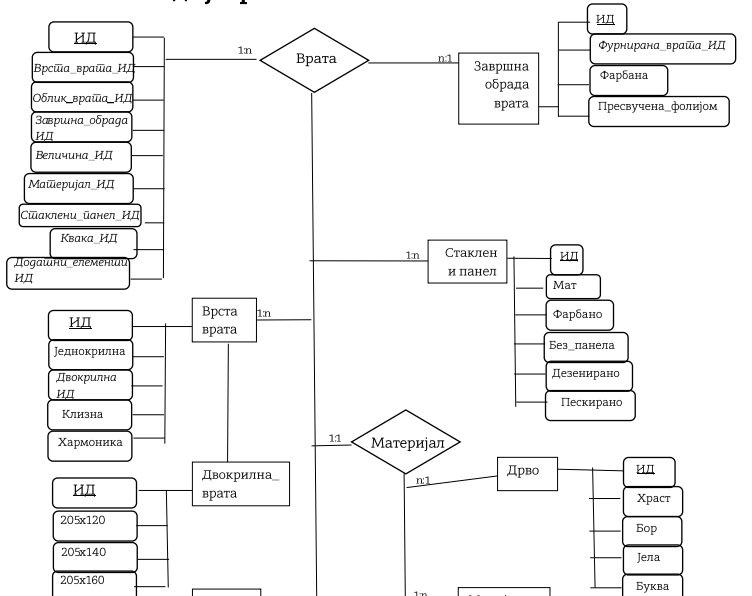 ИД
Врста_врата_ИД
Облик_врата_ИД
Завршна_обрада
ИД
Величина_ИД
Материјал_ИД
Стаклени_панел_ИД
Квака_ИД
Додатни_елементи
ИД
1:n
Врата
n:1
Завршна
обрада
врата
ИД
Фурнирана_врата_ИД
Фарбана
Пресвучена_фолијом
1:n
Стаклен
и панел
ИД
Мат
Фарбано
Без_панела
Дезенирано
Пескирано
ИД
Једнокрилна
Двокрилна
ИД
Клизна
Хармоника
Врста
врата
1:n
1:1
Материјал
n:1
Дрво
ИД
Храст
Бор
Јела
Буква
Двокрилна_
врата
ИД
205x120
205x140
205x160
1:n